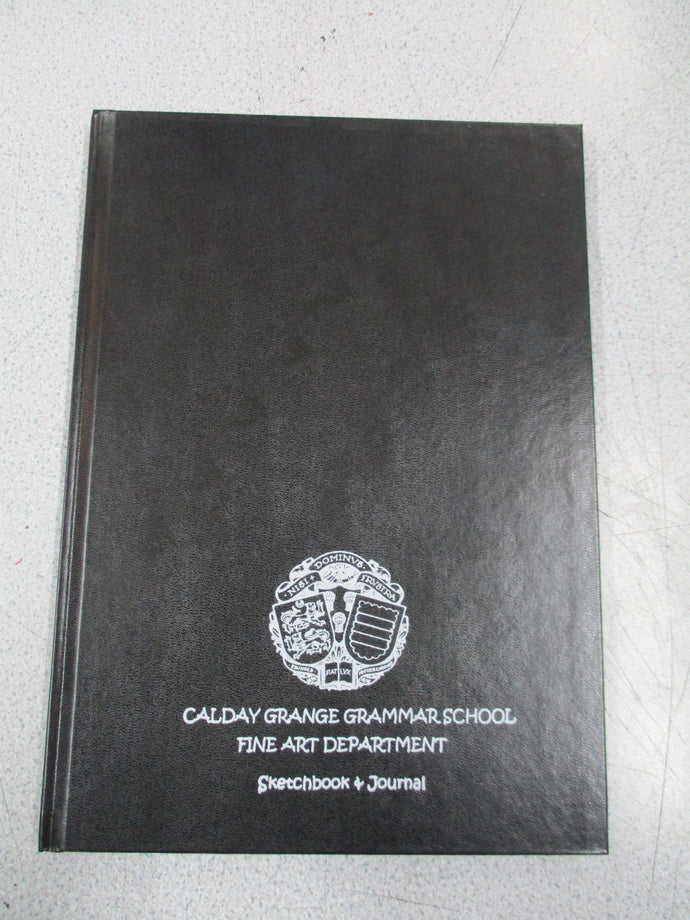 NISI + DOMINVS · FRVSTRA
FIAT LVX
CALDAY GRANGE GRAMMAR SCHOOL
FINE ART DEPARTMENT
Sketchbook & Journal